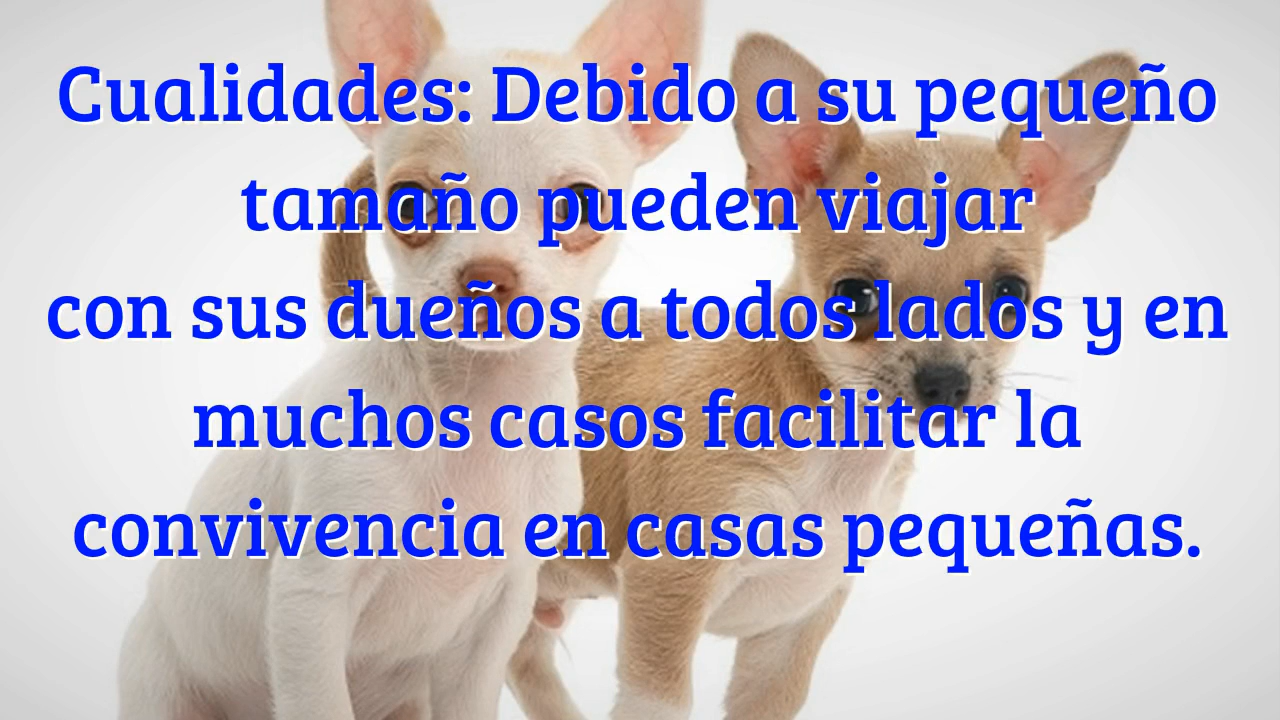 Cualidades: Debido a su pequeño
tamaño pueden viajar
con sus dueños a todos lados y en
muchos casos facilitar la
convivencia en casas pequeñas.